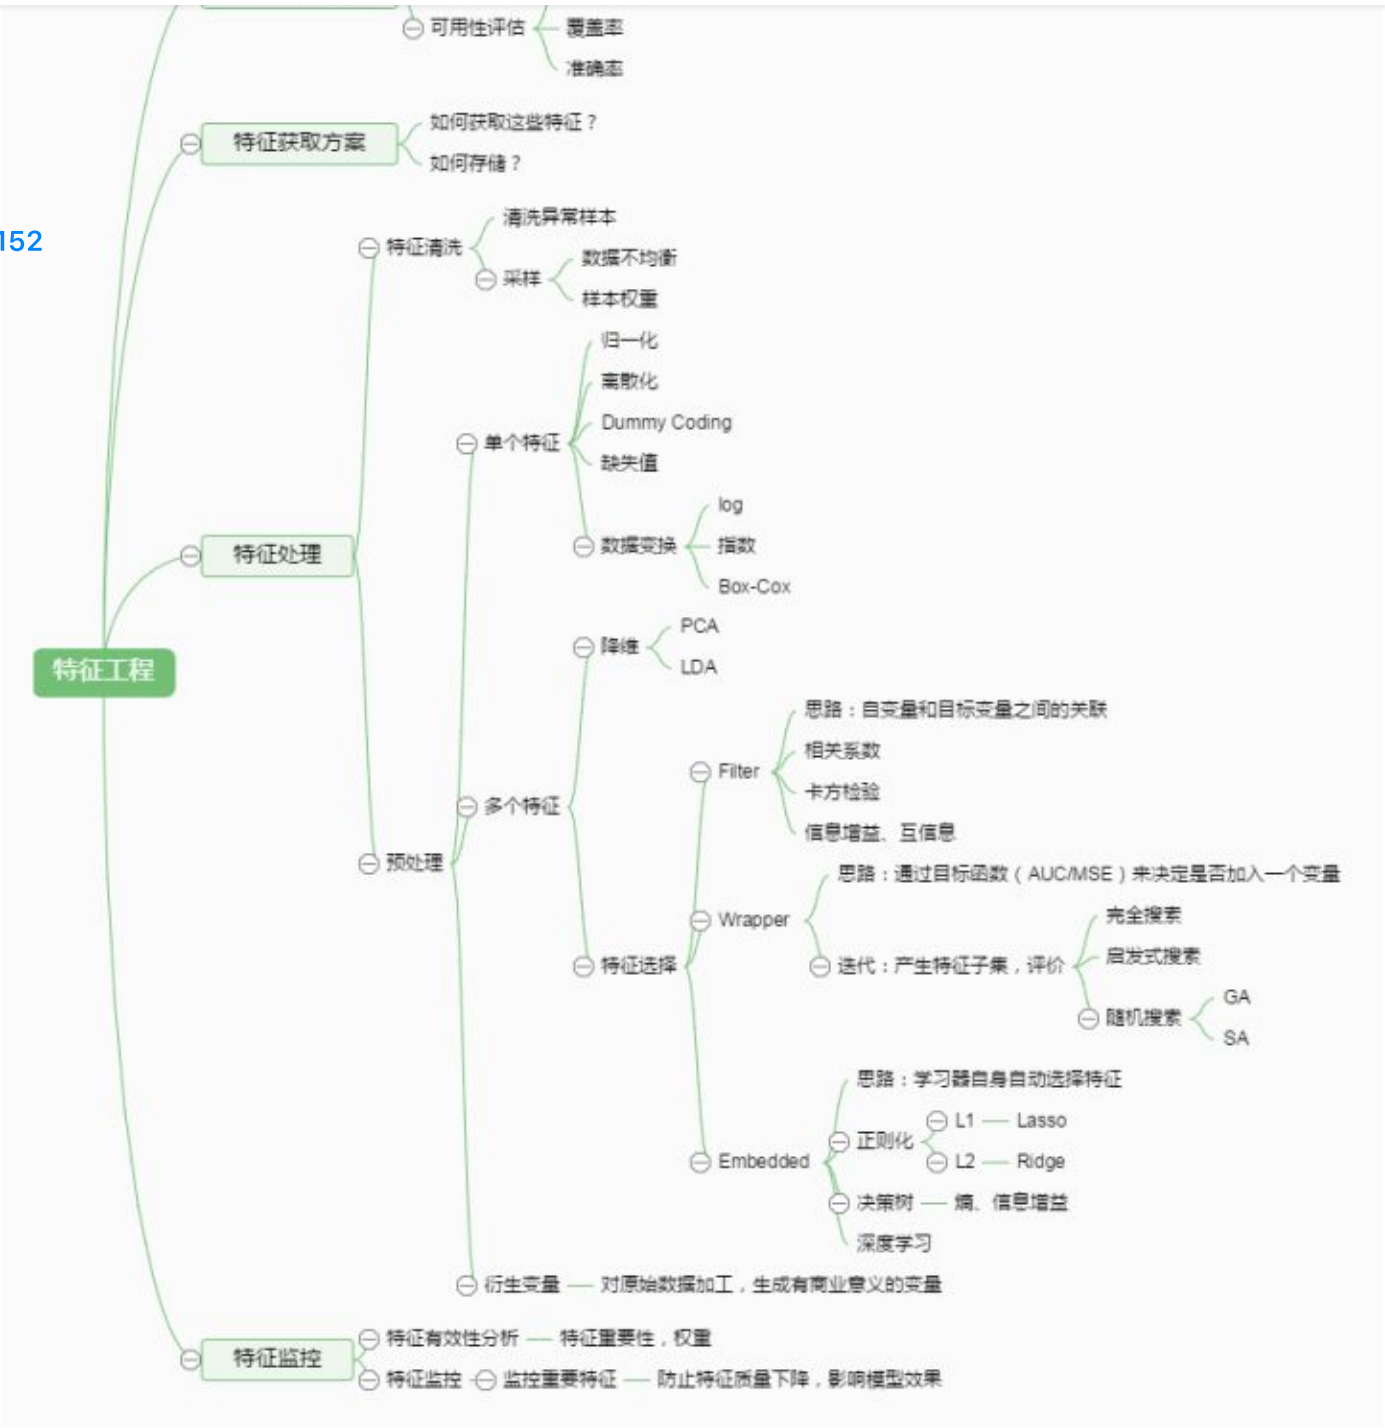 可用性评估
覆盖率
准确率
特征获取方案
如何获取这些特征？
如何存储？
152
特征清洗
清洗异常样本
采样
数据不均衡
样本权重
归一化
离散化
单个特征
Dummy Coding
缺失值
log
特征处理
数据变换
指数
Box-Cox
降维
PCA
LDA
特征工程
思路：自变量和目标变量之间的关联
相关系数
Filter
卡方检验
多个特征
信息增益、互信息
预处理
思路：通过目标函数（AUC/MSE）来决定是否加入一个变量
Wrapper
完全搜索
特征选择
迭代：产生特征子集，评价
启发式搜索
随机搜索
GA
SA
思路：学习器自身自动选择特征
正则化
L1
Lasso
L2
Ridge
Embedded
决策树
熵、信息增益
深度学习
衍生变量
对原始数据加工，生成有商业意义的变量
特征监控
特征有效性分析
特征重要性，权重
特征监控
监控重要特征
防止特征质量下降，影响模型效果